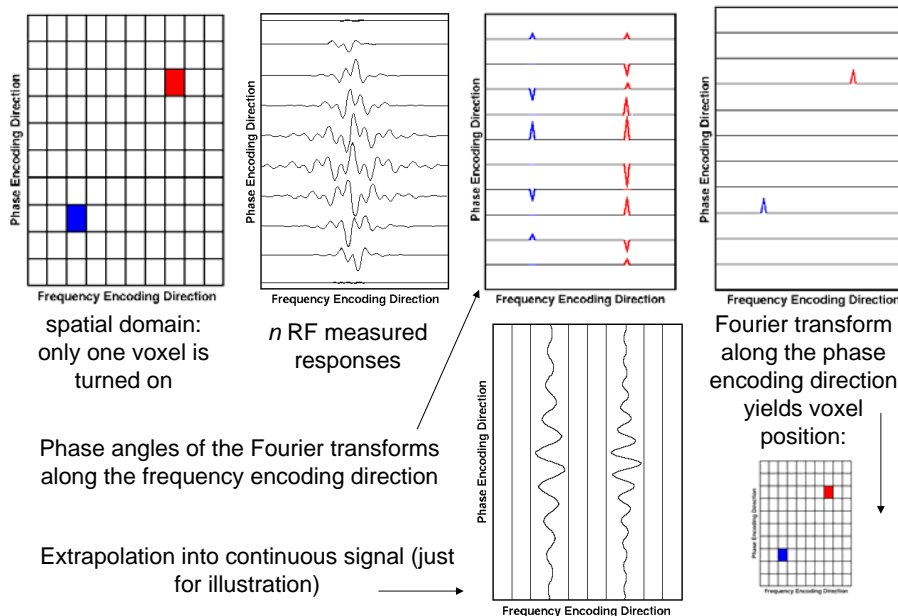 Phase Encoding Direction
Frequency Encoding Direction
Frequency Encoding Direction
Phase Encoding Direction
Frequency Encoding Direction
Phase Encoding Direction
Frequency Encoding Direction
spatial domain:
only one voxel is
turned on
n RF measured
responses
Fourier transform
along the phase
encoding direction
yields voxel
position:
Phase angles of the Fourier transforms
along the frequency encoding direction
Phase Encoding Direction
Frequency Encoding Direction
Phase Encoding Direction
Frequency Encoding Direction
Extrapolation into continuous signal (just
for illustration)